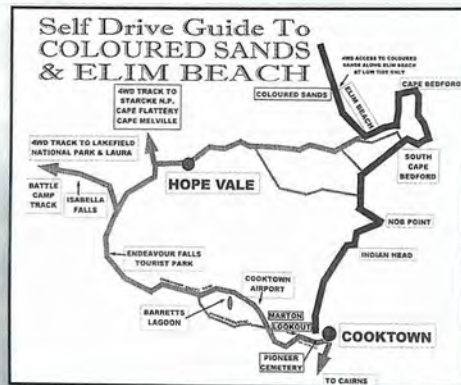 Self Drive Guide To
COLOURED SANDS
& ELIM BEACH
4WD ACCESS TO COLOURED
SANDS ALONG ELIM BEACH
AT LOW TIDE ONLY
CAPE BEDFORD
COLOURED SANDS
ELIM BEACH
4WD TRACK TO
STARCKE N.P.
CAPE FLATTERY
CAPE MELVILLE
4WD TRACK TO LAKEFIELD
NATIONAL PARK & LAURA
SOUTH
CAPE
BEDFORD
HOPE VALE
BATTLE
CAMP
TRACK
ISABELLA
FALLS
NOB POINT
ENDEAVOUR FALLS
TOURIST PARK
INDIAN HEAD
COOKTOWN
AIRPORT
BARRETTS
LAGOON
MARTON
LOOKOUT
COOKTOWN
PIONEER
CEMETERY
TO CAIRNS